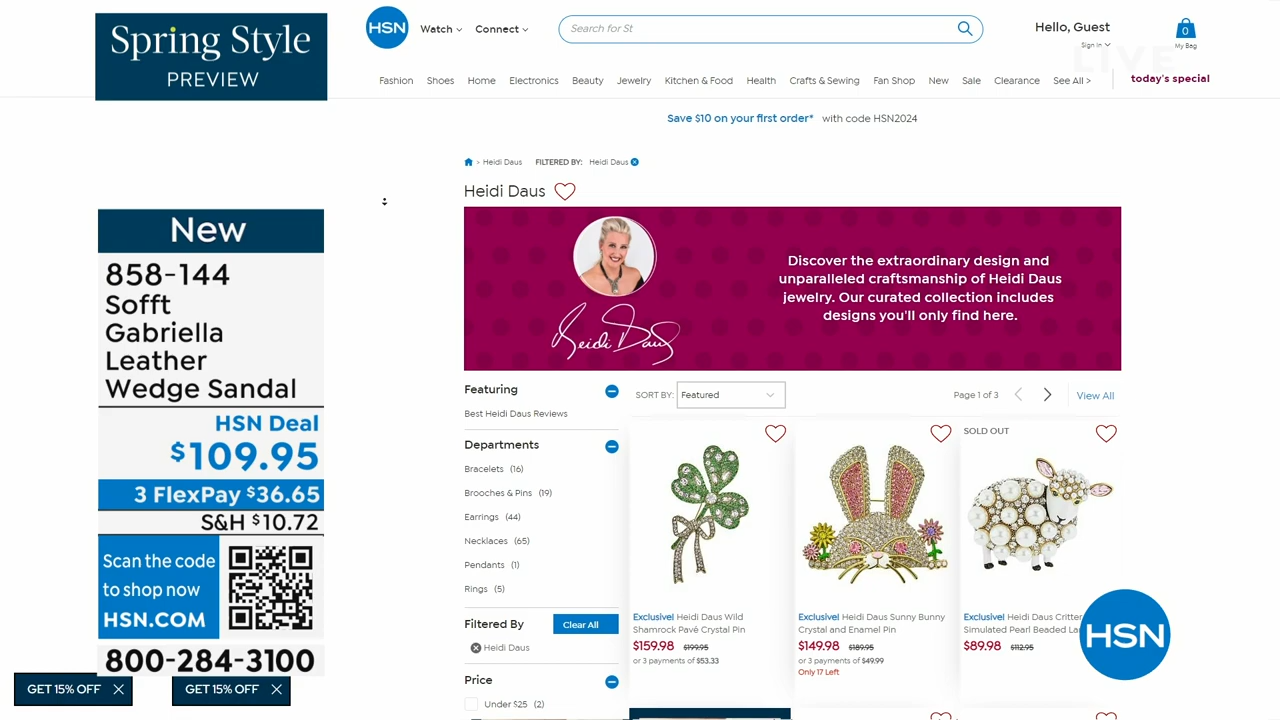 Spring Style
PREVIEW
HSN
Watch
Connect
Search for St
Hello, Guest
Sign In
0
My Bag
LIVE
Fashion
Shoes
Home
Electronics
Beauty
Jewelry
Kitchen & Food
Health
Crafts & Sewing
Fan Shop
New
Sale
Clearance
See All >
today's special
Save $10 on your first order* with code HSN2024
> Heidi Daus FILTERED BY: Heidi Daus
Heidi Daus
Discover the extraordinary design and
unparalleled craftsmanship of Heidi Daus
jewelry. Our curated collection includes
designs you'll only find here.
Heidi Daus
New
858-144
Sofft
Gabriella
Leather
Wedge Sandal
HSN Deal
$109.95
3 FlexPay $36.65
S&H $10.72
Scan the code
to shop now
HSN.COM
800-284-3100
GET 15% OFF
GET 15% OFF
Featuring
Best Heidi Daus Reviews
Departments
Bracelets (16)
Brooches & Pins (19)
Earrings (44)
Necklaces (65)
Pendants (1)
Rings (5)
Filtered By
Clear All
Heidi Daus
Price
Under $25 (2)
SORT BY: Featured
Page 1 of 3
View All
Exclusive! Heidi Daus Wild
Shamrock Pavé Crystal Pin
$159.98 $199.95
or 3 payments of $53.33
Exclusive! Heidi Daus Sunny Bunny
Crystal and Enamel Pin
$149.98 $189.95
or 3 payments of $49.99
Only 17 Left
SOLD OUT
Exclusive! Heidi Daus Critter
Simulated Pearl Beaded La
$89.98 $112.95
HSN